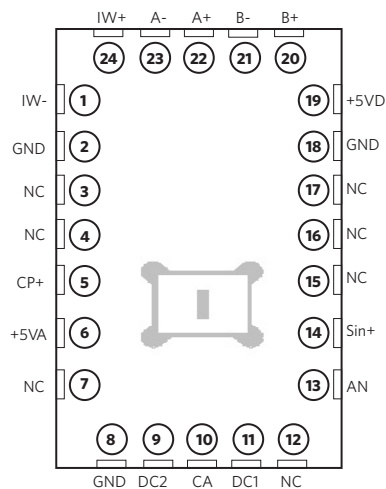 IW+ A- A+ B- B+
24 23 22 21 20
IW- 1 19 +5VD
GND 2 18 GND
NC 3 17 NC
NC 4 16 NC
CP+ 5 15 NC
+5VA 6 14 Sin+
NC 7 13 AN
8 9 10 11 12
GND DC2 CA DC1 NC